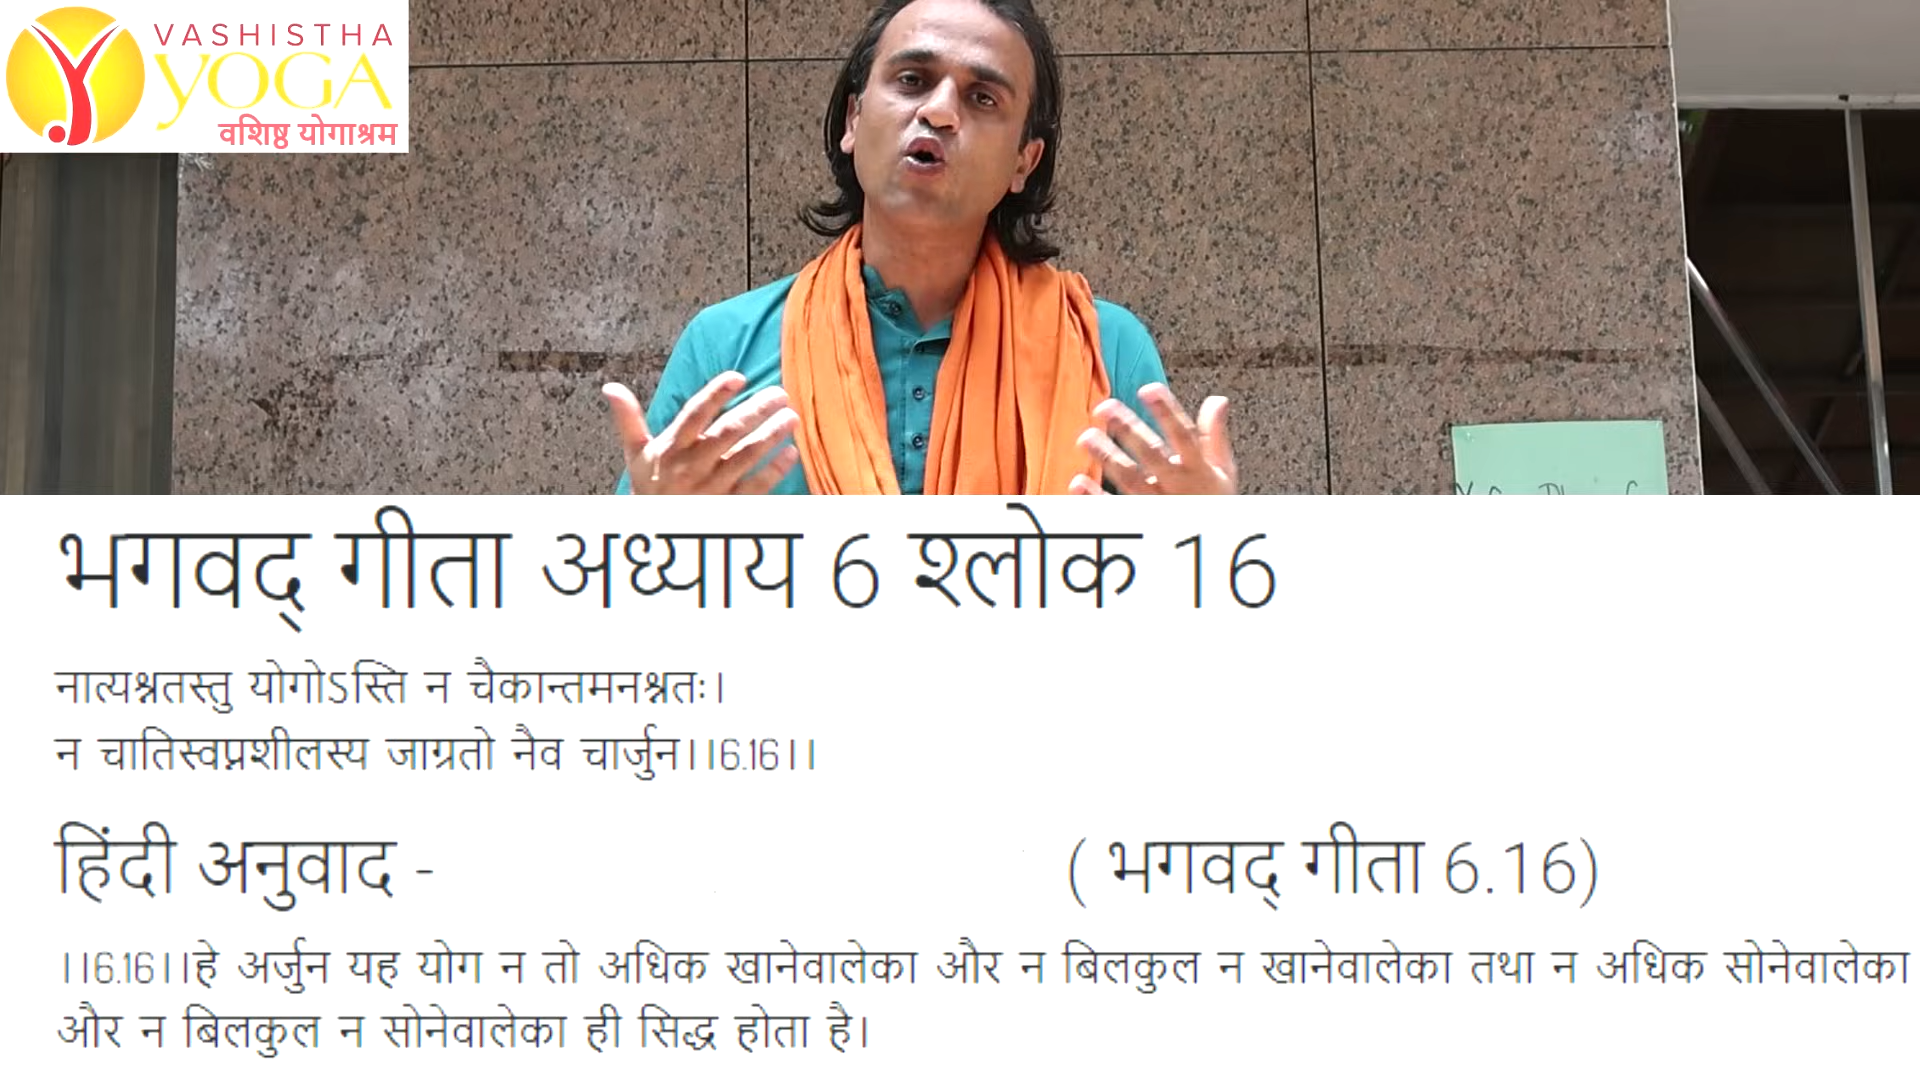 VASHISTHA
YOGA
वशिष्ठ योगाश्रम
भगवद् गीता अध्याय 6 श्लोक 16
नात्यश्नतस्तु योगोऽस्ति न चैकान्तमनश्नतः।
न चातिस्वप्नशीलस्य जाग्रतो नैव चार्जुन।।6.16।।
हिंदी अनुवाद - ( भगवद् गीता 6.16)
।।6.16।।हे अर्जुन यह योग न तो अधिक खानेवालेका और न बिलकुल न खानेवालेका तथा न अधिक सोनेवालेका
और न बिलकुल न सोनेवालेका ही सिद्ध होता है।